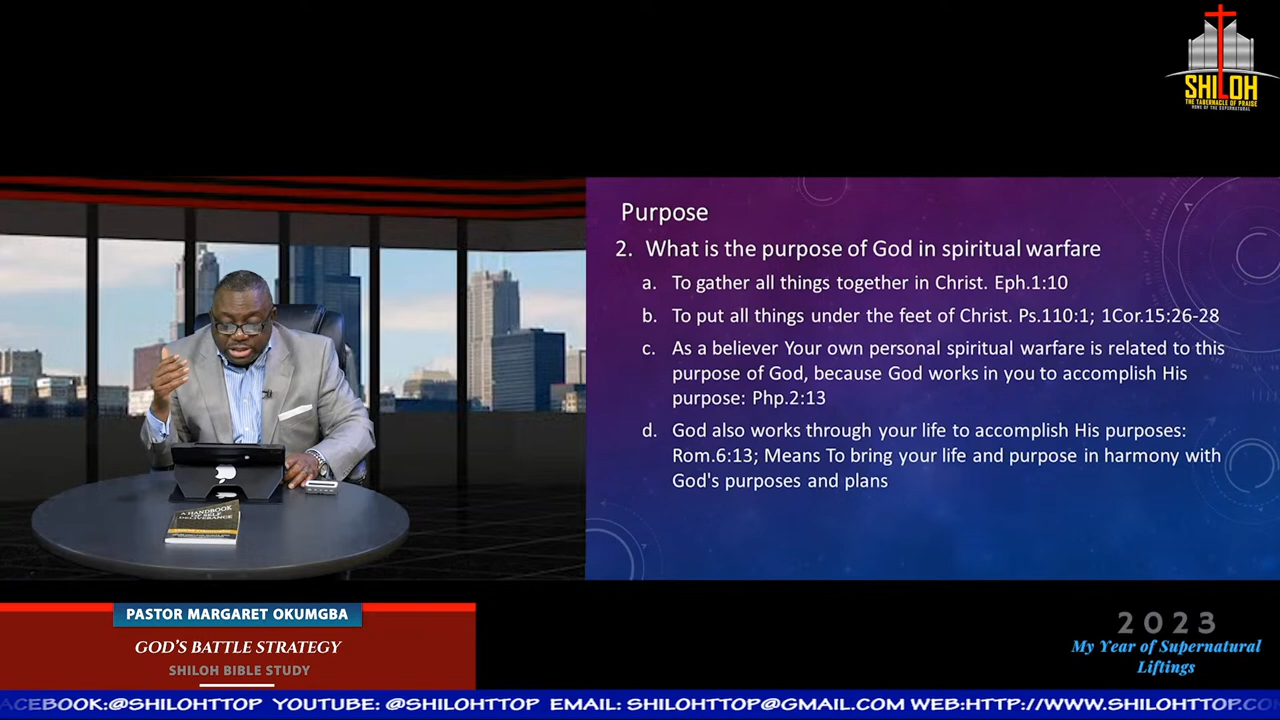 SHILOH
THE TABERNACLE OF PRAISE
Purpose
2. What is the purpose of God in spiritual warfare
a. To gather all things together in Christ. Eph.1:10
b. To put all things under the feet of Christ. Ps.110:1; 1Cor.15:26-28
c. As a believer Your own personal spiritual warfare is related to this
purpose of God, because God works in you to accomplish His
purpose: Php.2:13
d. God also works through your life to accomplish His purposes:
Rom.6:13; Means To bring your life and purpose in harmony with
God's purposes and plans
A HANDBOOK
OF SELF
DELIVERANCE
PASTOR MARGARET OKUMGBA
GOD'S BATTLE STRATEGY
SHILOH BIBLE STUDY
2023
My Year of Supernatural
Liftings
ACEBOOK:@SHILOHTTOP YOUTUBE: @SHILOHTTOP EMAIL: SHILOHTTOP@GMAIL.COM WEB:HTTP://WWW.SHILOHTTOP.CO